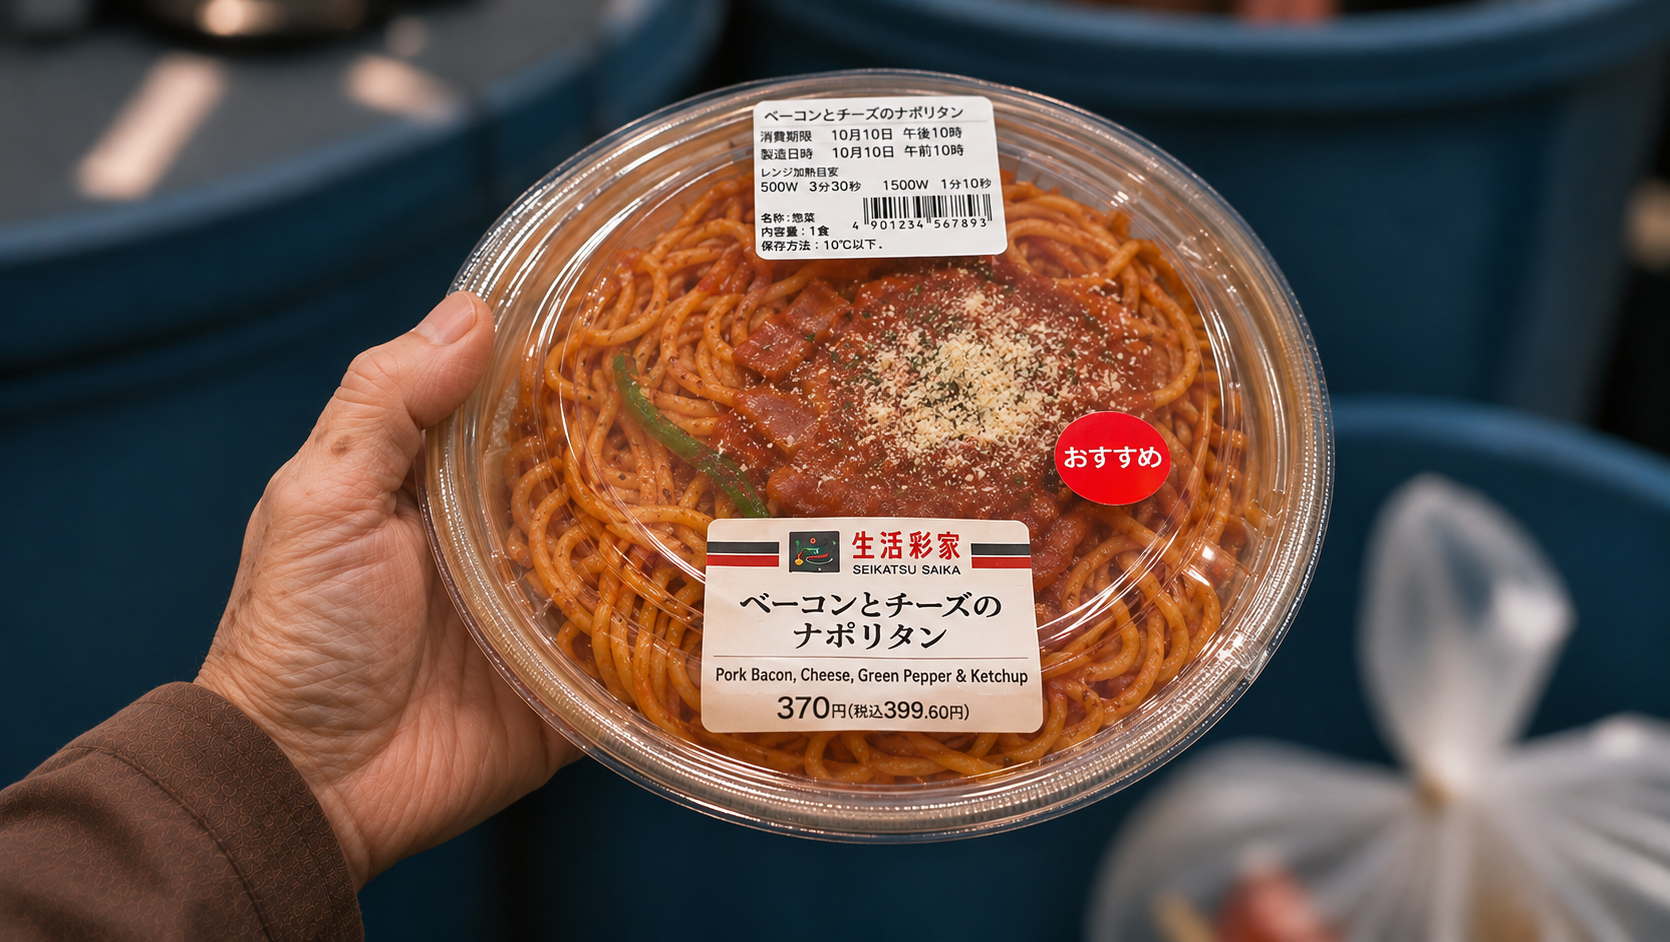 ベーコンとチーズのナポリタン
消費期限 10月10日 午後10時
製造日時 10月10日 午前10時
レンジ加熱目安
500W 3分30秒 1500W 1分10秒
名称:惣菜
内容量:1食
保存方法:10℃以下.
4 901234 567893
おすすめ
生活彩家
SEIKATSU SAIKA
ベーコンとチーズの
ナポリタン
Pork Bacon, Cheese, Green Pepper & Ketchup
370円(税込399.60円)